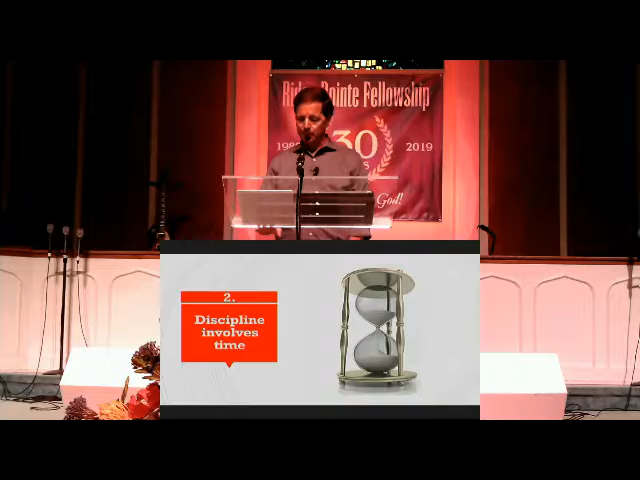 Pointe Fellowship
30
2019
God!
2.
Discipline
involves
time